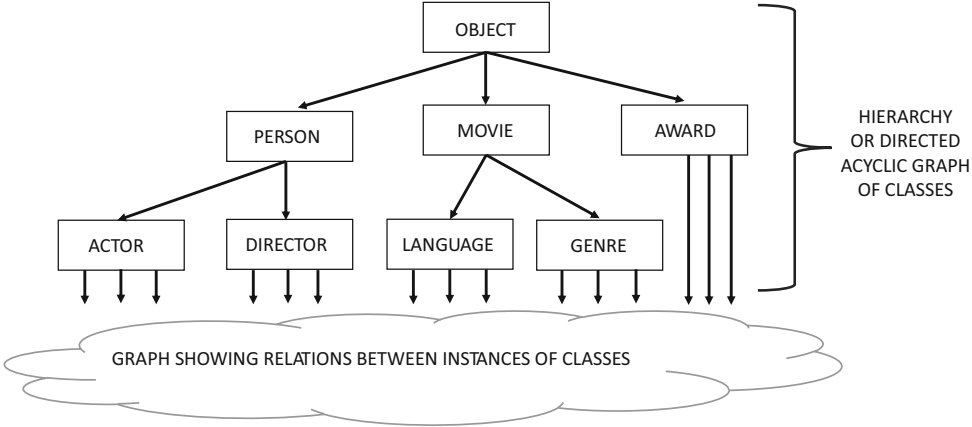 OBJECT
PERSON
MOVIE
AWARD
HIERARCHY
OR DIRECTED
ACYCLIC GRAPH
OF CLASSES
ACTOR
DIRECTOR
LANGUAGE
GENRE
GRAPH SHOWING RELATIONS BETWEEN INSTANCES OF CLASSES